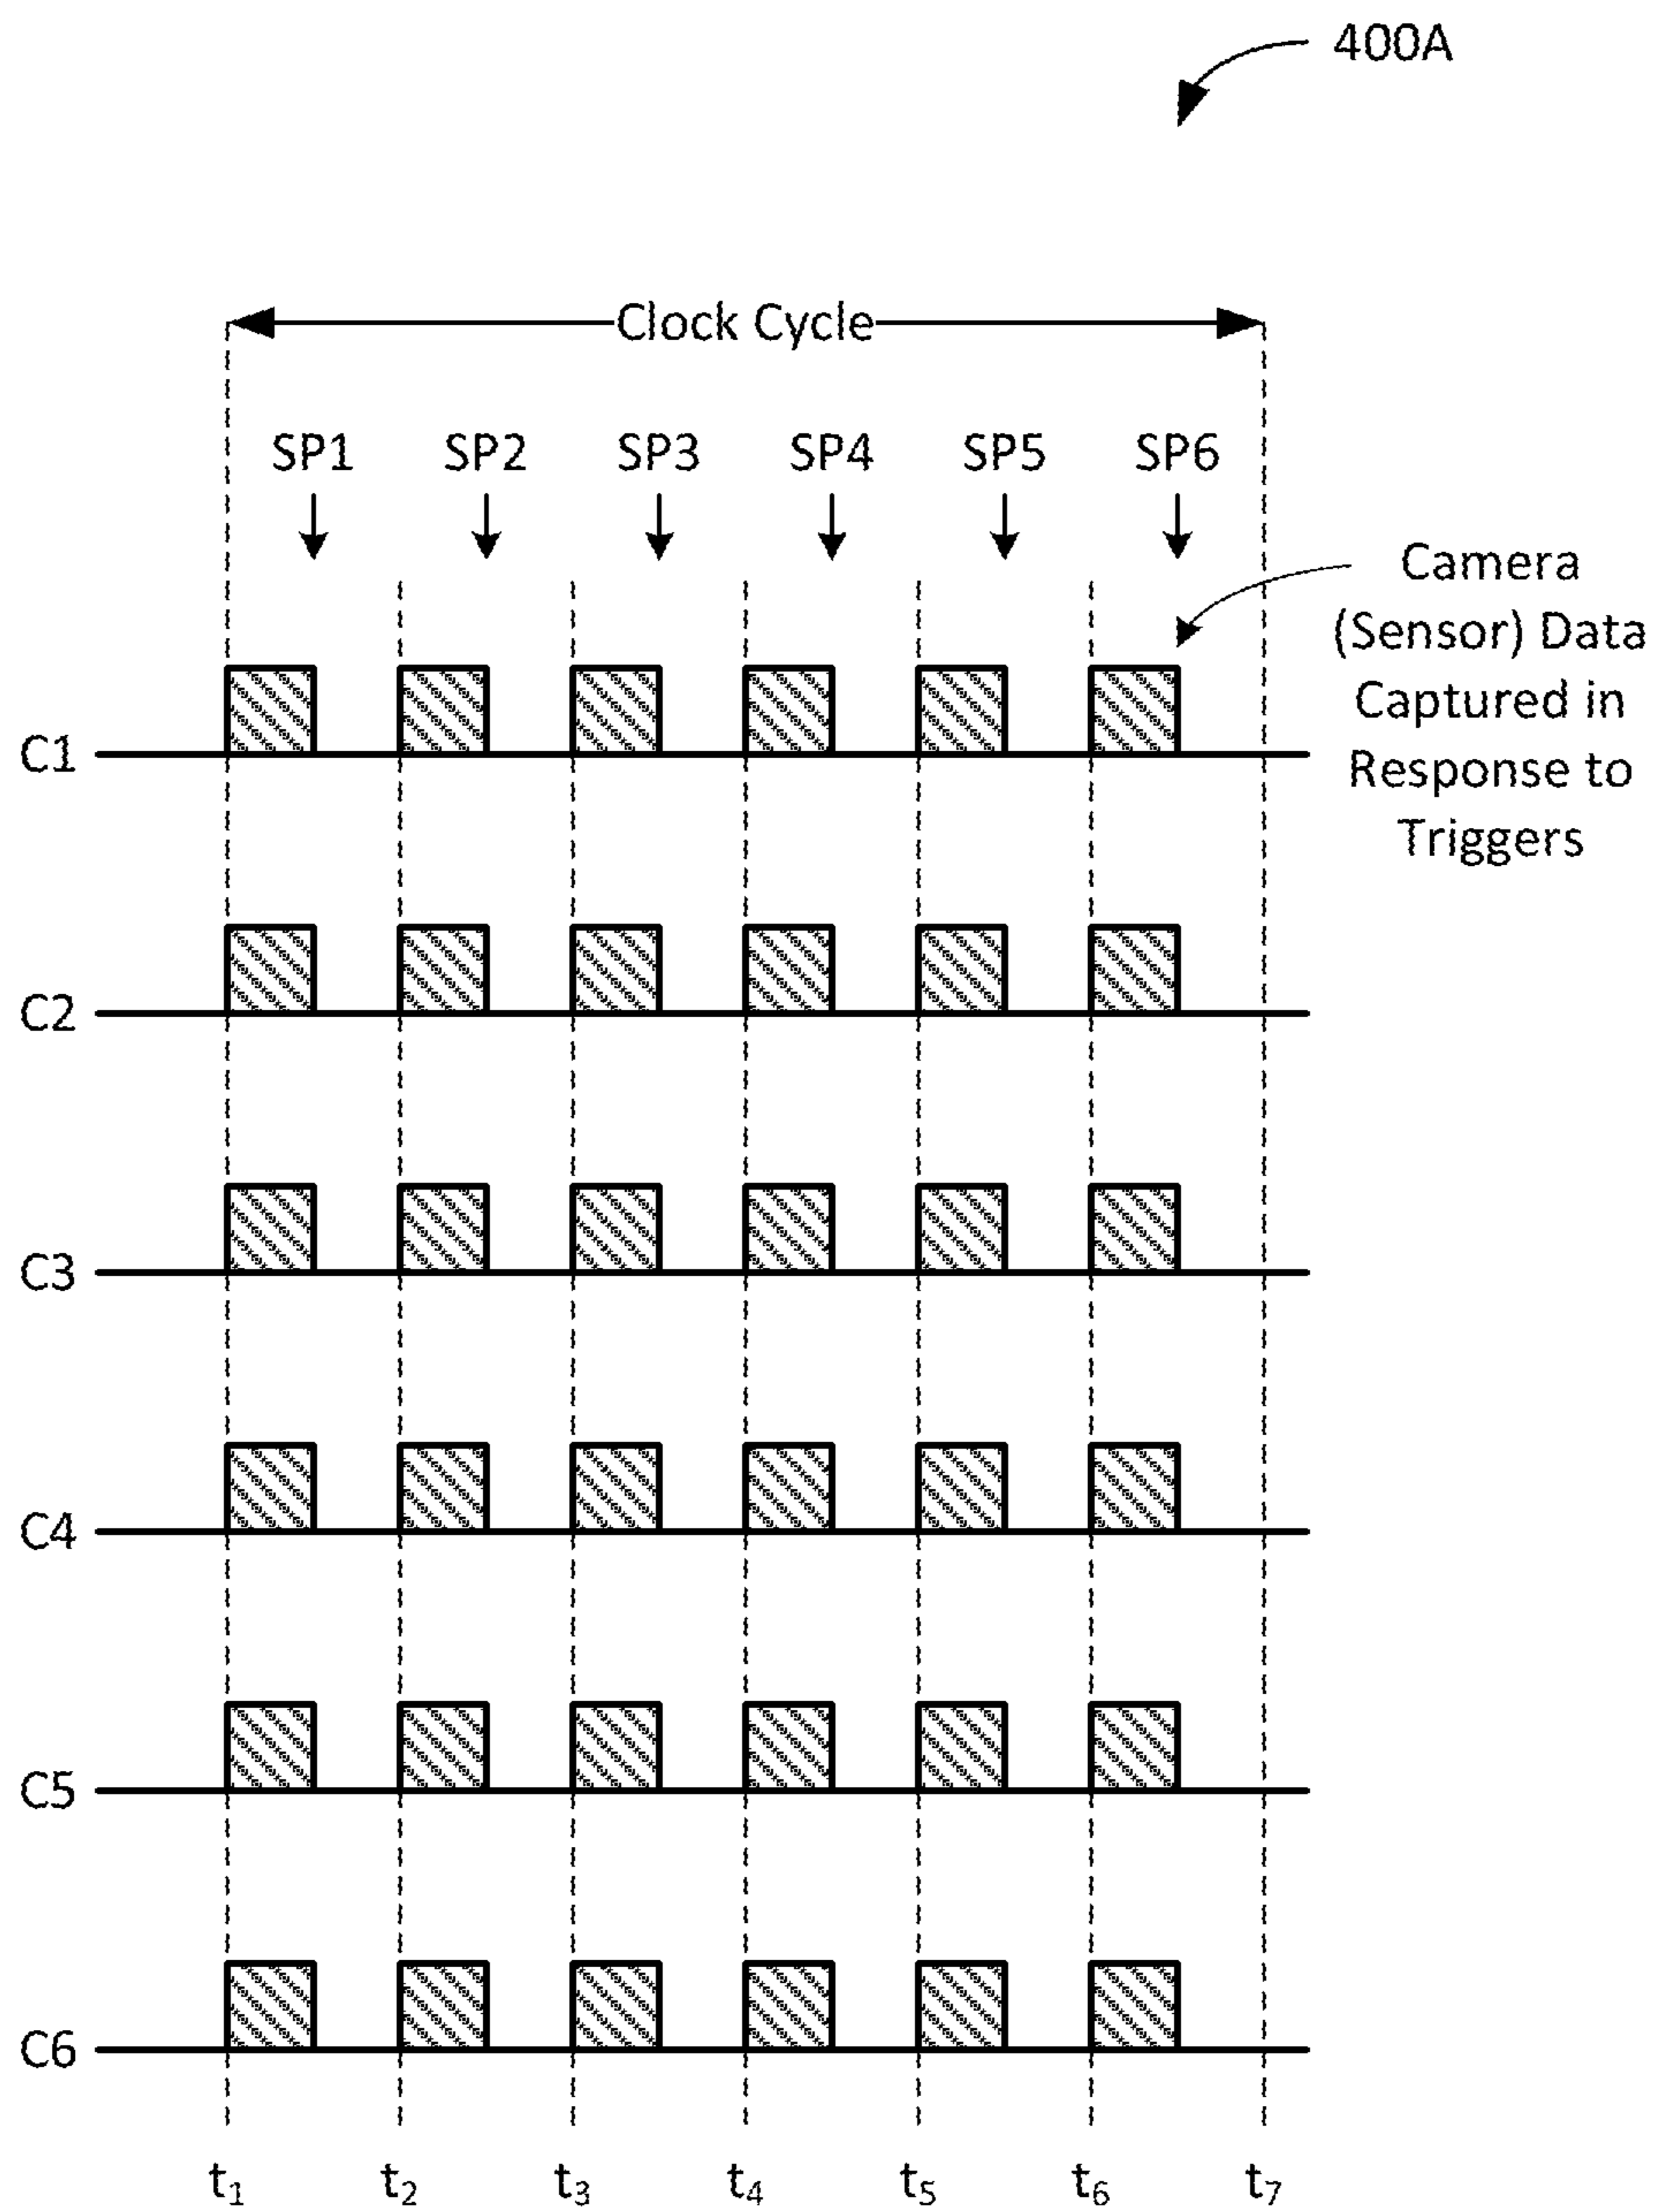 400A
Clock Cycle
SP1 SP2 SP3 SP4 SP5 SP6
Camera
(Sensor) Data
Captured in
Response to
Triggers
C1
C2
C3
C4
C5
C6
t₁ t₂ t₃ t₄ t₅ t₆ t₇